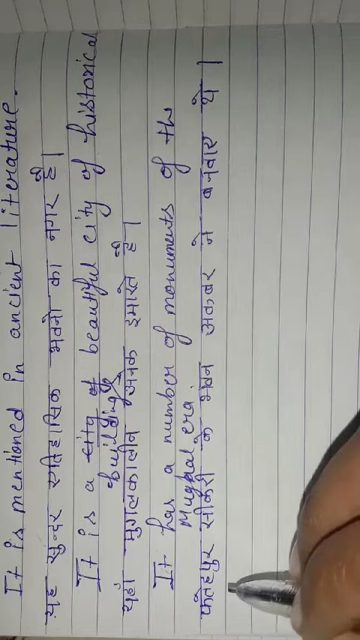 It is mentioned in ancient literature.
यह सुन्दर ऐतिहासिक भवनो का नगर है।
It is a city of beautiful city of historical
buildings
यहां मुगलकालीन अनेक इमारते है।
It has a number of monuments of the
Mughal era.
फतेहपुर सीकरी के भवन अकबर ने बनवाए थे।